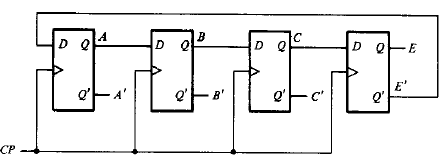 D Q A
Q' A'
D Q B
Q' B'
D Q C
Q' C'
D Q E
Q' E'
CP